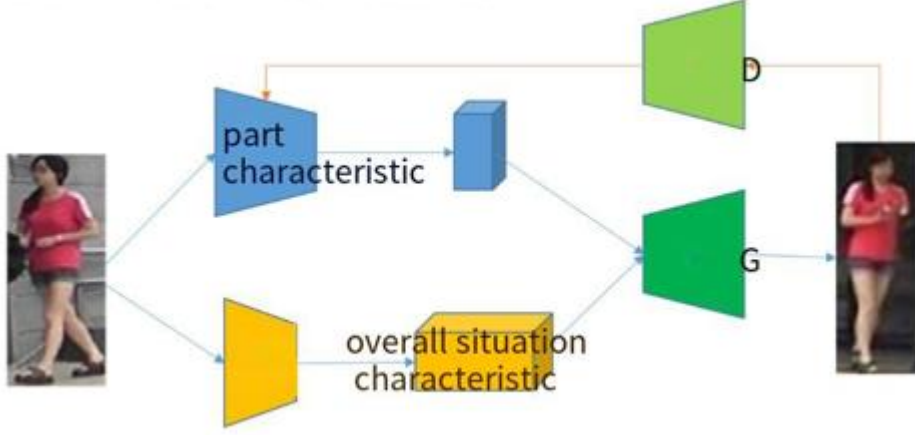 D
part
characteristic
G
overall situation
characteristic